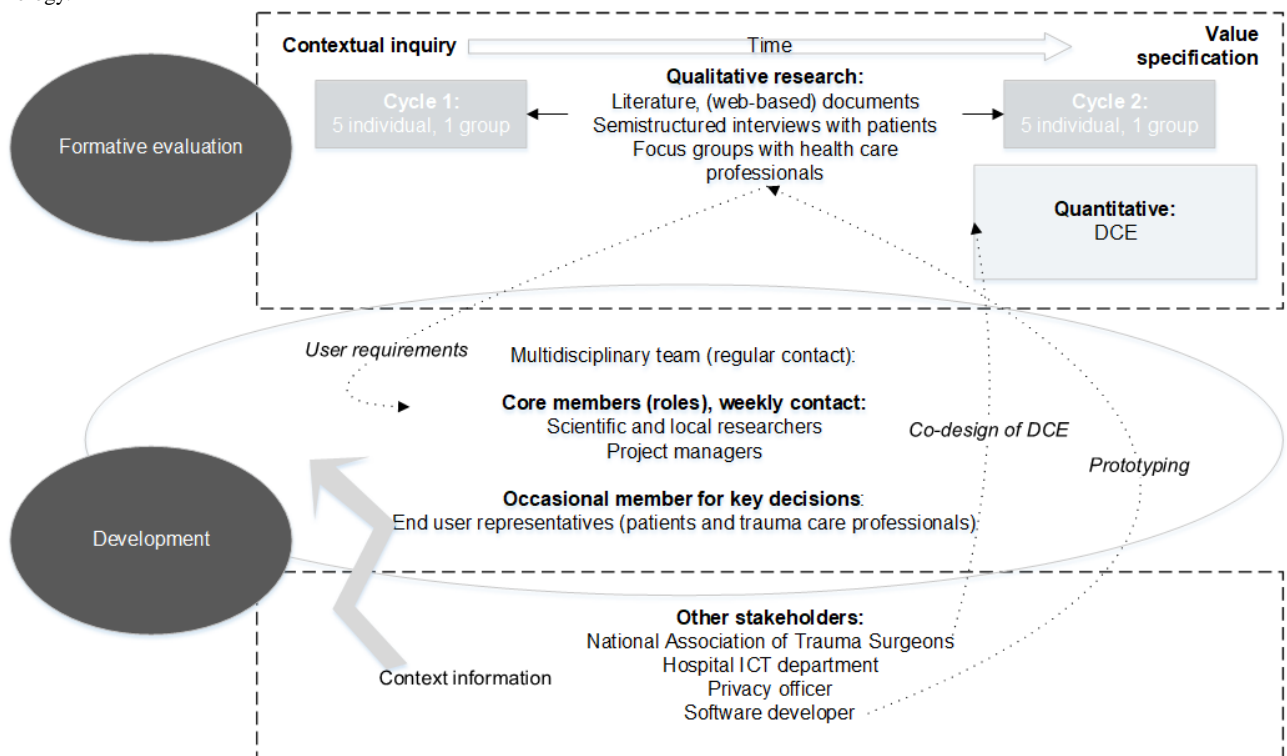 Contextual inquiry
Time
Value
specification
Qualitative research:
Literature, (web-based) documents
Semistructured interviews with patients
Focus groups with health care
professionals
Cycle 1:
5 individual, 1 group
Cycle 2:
5 individual, 1 group
Formative evaluation
Quantitative:
DCE
User requirements
Multidisciplinary team (regular contact):
Core members (roles), weekly contact:
Scientific and local researchers
Project managers
Co-design of DCE
Prototyping
Occasional member for key decisions:
End user representatives (patients and trauma care professionals)
Development
Other stakeholders:
National Association of Trauma Surgeons
Hospital ICT department
Privacy officer
Software developer
Context information